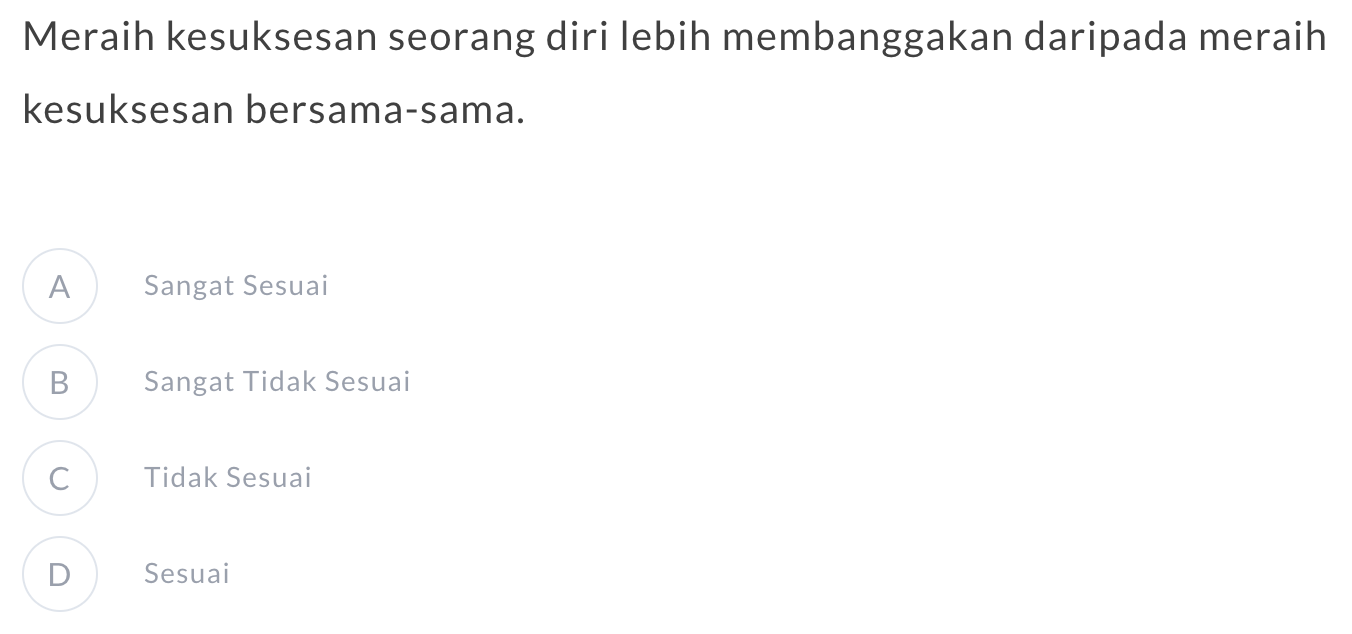 Meraih kesuksesan seorang diri lebih membanggakan daripada meraih
kesuksesan bersama-sama.
A Sangat Sesuai
B Sangat Tidak Sesuai
C Tidak Sesuai
D Sesuai